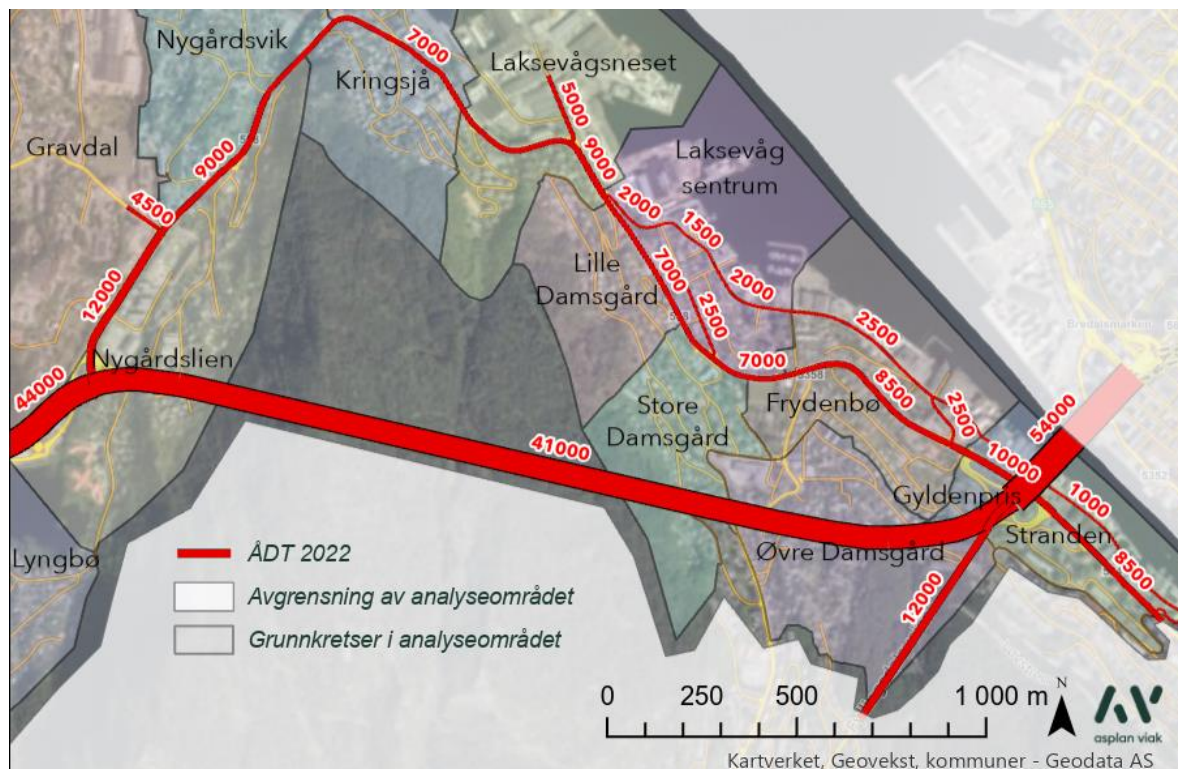 Nygårdsvik
7000
Laksevågsneset
Kringsjå
5000
Gravdal
9000
9000
Laksevåg
sentrum
4500
2000
1500
Lille
Damsgård
7000
2000
12000
2500
2500
44000
Nygårdslien
7000
5358
8500
Store
Damsgård
Frydenbø
2500
54000
41000
10000
Gyldenpris
1000
Lyngbø
Stranden
Øvre Damsgård
8500
12000
ÅDT 2022
Avgrensning av analyseområdet
Grunnkretser i analyseområdet
0 250 500 1 000 m
N
asplan viak
Kartverket, Geovekst, kommuner - Geodata AS